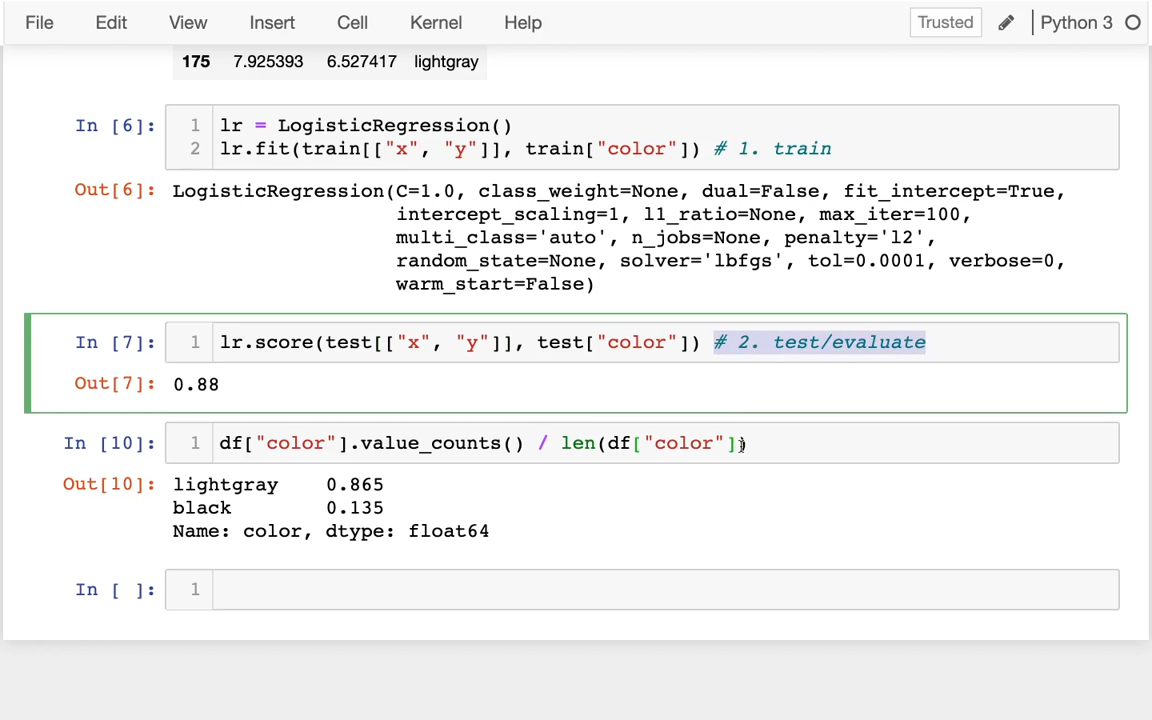 File Edit View Insert Cell Kernel Help Trusted Python 3
175 7.925393 6.527417 lightgray
In [6]: 1 lr = LogisticRegression()
2 lr.fit(train[["x", "y"]], train["color"]) # 1. train
Out[6]: LogisticRegression(C=1.0, class_weight=None, dual=False, fit_intercept=True,
intercept_scaling=1, l1_ratio=None, max_iter=100,
multi_class='auto', n_jobs=None, penalty='l2',
random_state=None, solver='lbfgs', tol=0.0001, verbose=0,
warm_start=False)
In [7]: 1 lr.score(test[["x", "y"]], test["color"]) # 2. test/evaluate
Out[7]: 0.88
In [10]: 1 df["color"].value_counts() / len(df["color"])
Out[10]: lightgray 0.865
black 0.135
Name: color, dtype: float64
In [ ]: 1